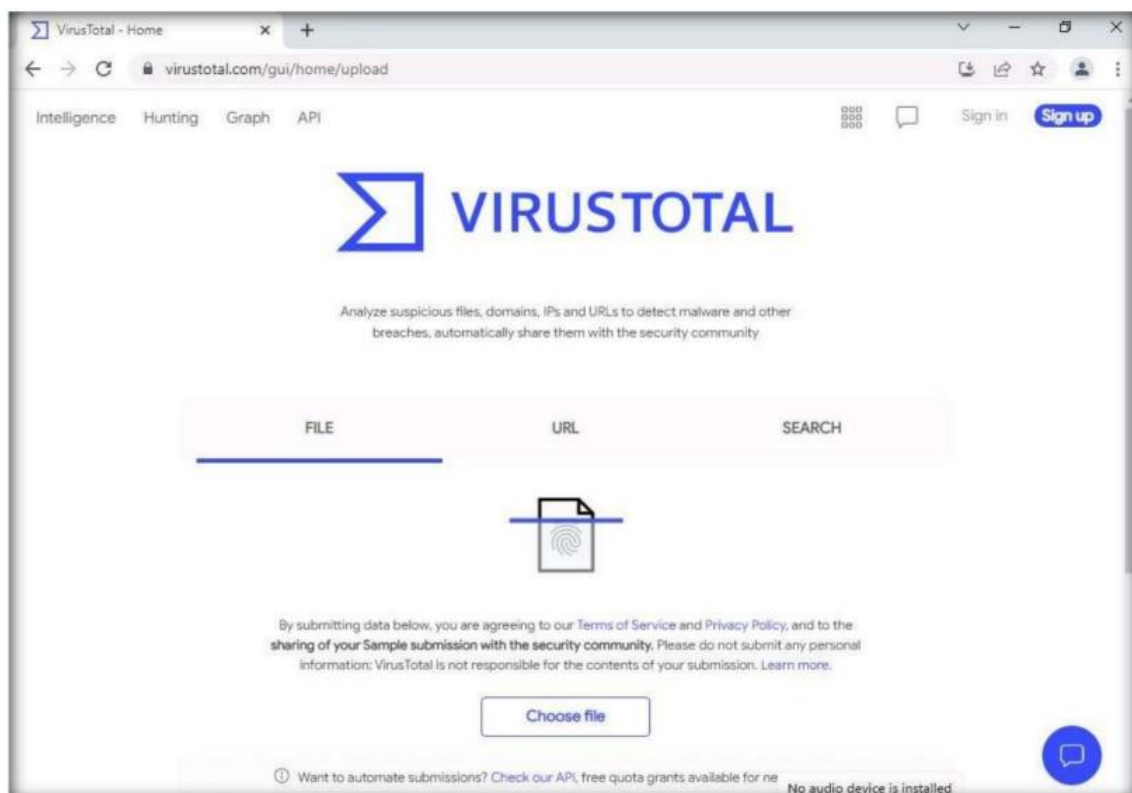 VirusTotal - Home
virustotal.com/gui/home/upload
Intelligence Hunting Graph API Sign in Sign up
VIRUSTOTAL
Analyze suspicious files, domains, IPs and URLs to detect malware and other
breaches, automatically share them with the security community
FILE URL SEARCH
By submitting data below, you are agreeing to our Terms of Service and Privacy Policy, and to the
sharing of your Sample submission with the security community. Please do not submit any personal
information; VirusTotal is not responsible for the contents of your submission. Learn more.
Choose file
Want to automate submissions? Check our API, free quota grants available for ne
No audio device is installed